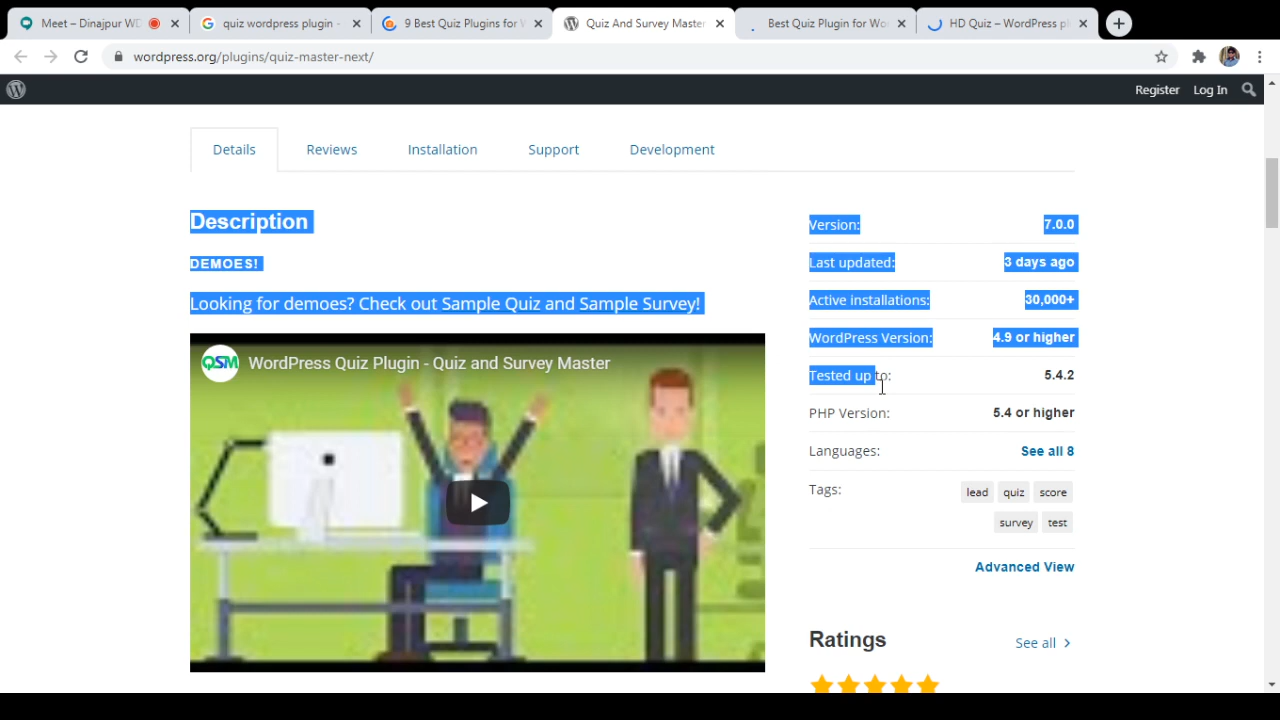 Meet – Dinajpur WD
quiz wordpress plugin -
9 Best Quiz Plugins for W
Quiz And Survey Master
Best Quiz Plugin for Wor
HD Quiz – WordPress pl
wordpress.org/plugins/quiz-master-next/
Register
Log In
Details
Reviews
Installation
Support
Development
Description
DEMOES!
Looking for demoes? Check out Sample Quiz and Sample Survey!
QSM
WordPress Quiz Plugin - Quiz and Survey Master
Version: 7.0.0
Last updated: 3 days ago
Active installations: 30,000+
WordPress Version: 4.9 or higher
Tested up to: 5.4.2
PHP Version: 5.4 or higher
Languages: See all 8
Tags: lead quiz score
survey test
Advanced View
Ratings
See all